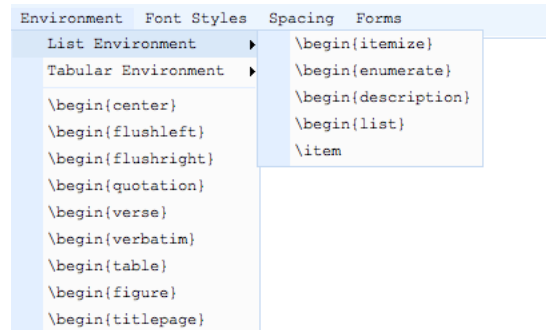 Environment Font Styles Spacing Forms
List Environment
Tabular Environment
\begin{center}
\begin{flushleft}
\begin{flushright}
\begin{quotation}
\begin{verse}
\begin{verbatim}
\begin{table}
\begin{figure}
\begin{titlepage}
\begin{itemize}
\begin{enumerate}
\begin{description}
\begin{list}
\item